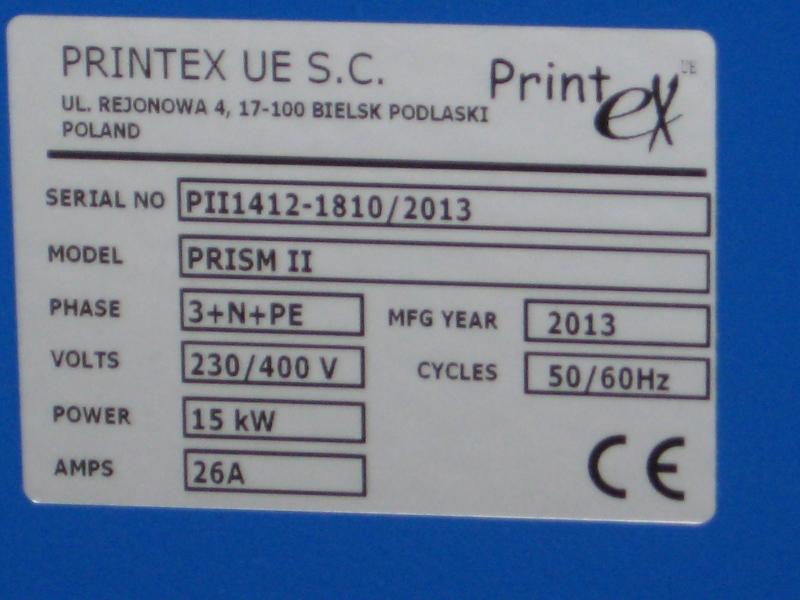 PRINTEX UE S.C.
Printex UE
UL. REJONOWA 4, 17-100 BIELSK PODLASKI
POLAND
SERIAL NO PII1412-1810/2013
MODEL PRISM II
PHASE 3+N+PE MFG YEAR 2013
VOLTS 230/400 V CYCLES 50/60Hz
POWER 15 kW
AMPS 26A
CE